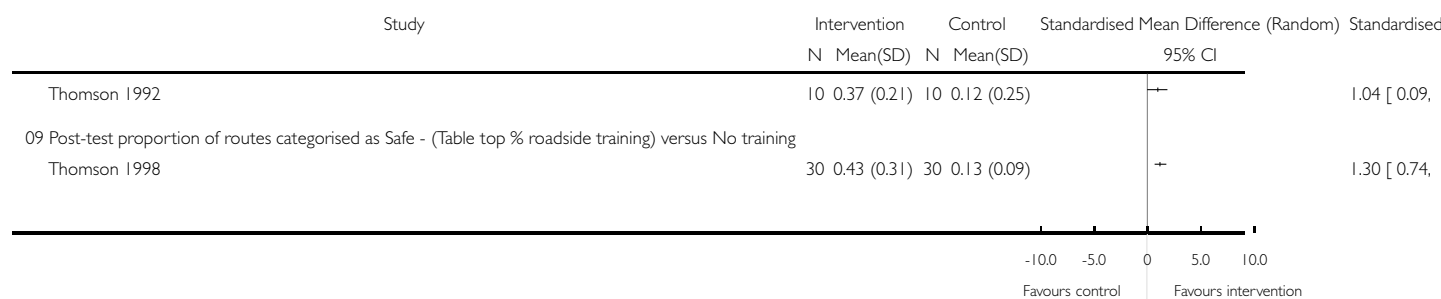 Study Intervention Control Standardised Mean Difference (Random) Standardised
N Mean(SD) N Mean(SD) 95% CI
Thomson 1992 10 0.37 (0.21) 10 0.12 (0.25) 1.04 [ 0.09,
09 Post-test proportion of routes categorised as Safe - (Table top % roadside training) versus No training
Thomson 1998 30 0.43 (0.31) 30 0.13 (0.09) 1.30 [ 0.74,
-10.0 -5.0 0 5.0 10.0
Favours control Favours intervention